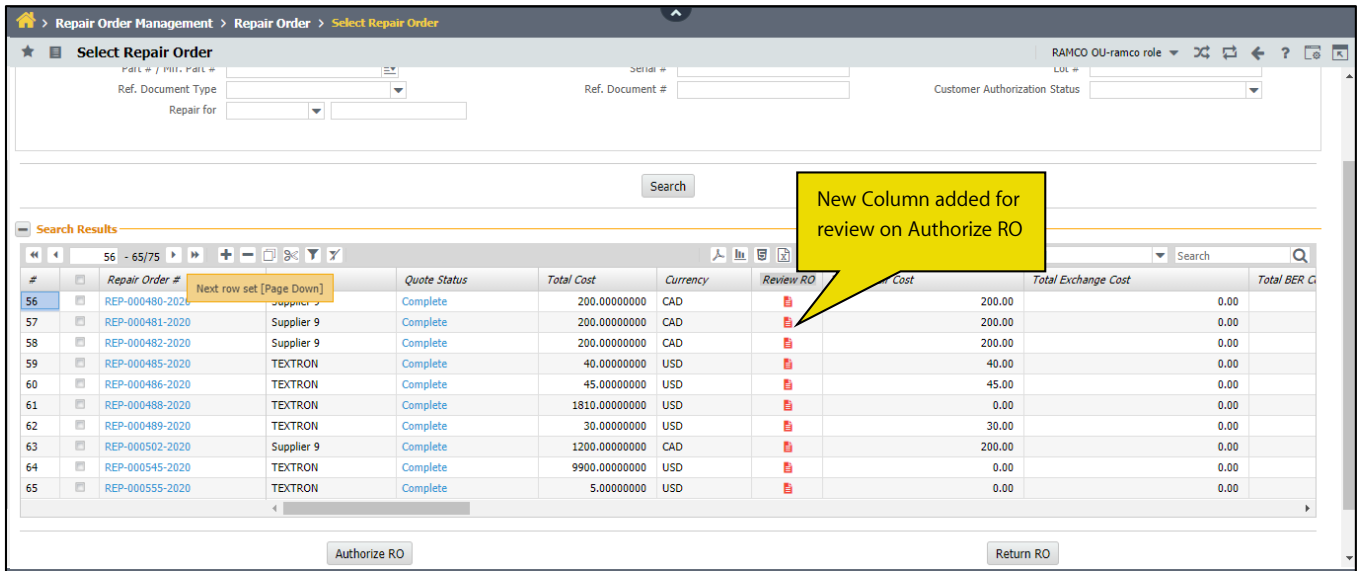 > Repair Order Management > Repair Order > Select Repair Order
Select Repair Order
RAMCO OU-ramco role
Part # / Mfr. Part #
Serial #
Lot #
Ref. Document Type
Ref. Document #
Customer Authorization Status
Repair for
Search
New Column added for
review on Authorize RO
Search Results
56 - 65/75
Search
# Repair Order # Quote Status Total Cost Currency Review RO Cost Total Exchange Cost Total BER
Next row set [Page Down]
56 REP-000480-2020 Supplier 9 Complete 200.00000000 CAD 200.00 0.00
57 REP-000481-2020 Supplier 9 Complete 200.00000000 CAD 200.00 0.00
58 REP-000482-2020 Supplier 9 Complete 200.00000000 CAD 200.00 0.00
59 REP-000485-2020 TEXTRON Complete 40.00000000 USD 40.00 0.00
60 REP-000486-2020 TEXTRON Complete 45.00000000 USD 45.00 0.00
61 REP-000488-2020 TEXTRON Complete 1810.00000000 USD 0.00 0.00
62 REP-000489-2020 TEXTRON Complete 30.00000000 USD 30.00 0.00
63 REP-000502-2020 Supplier 9 Complete 1200.00000000 CAD 200.00 0.00
64 REP-000545-2020 TEXTRON Complete 9900.00000000 USD 0.00 0.00
65 REP-000555-2020 TEXTRON Complete 5.00000000 USD 0.00 0.00
Authorize RO
Return RO